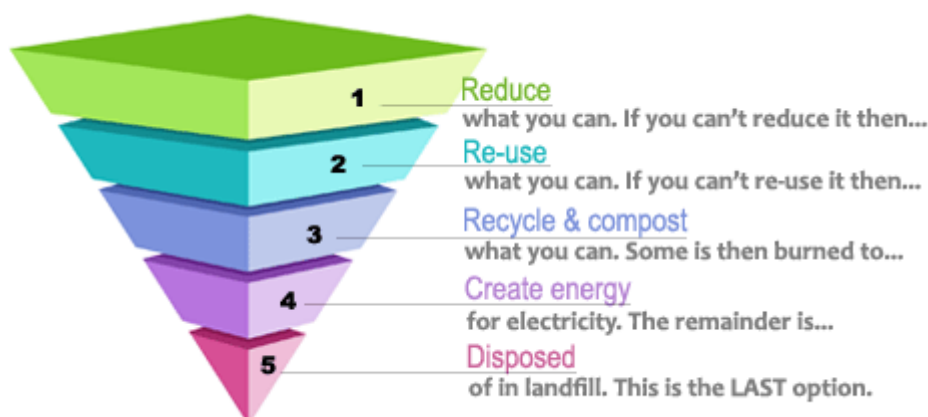 1 Reduce
what you can. If you can't reduce it then...
2 Re-use
what you can. If you can't re-use it then...
3 Recycle & compost
what you can. Some is then burned to...
4 Create energy
for electricity. The remainder is...
5 Disposed
of in landfill. This is the LAST option.